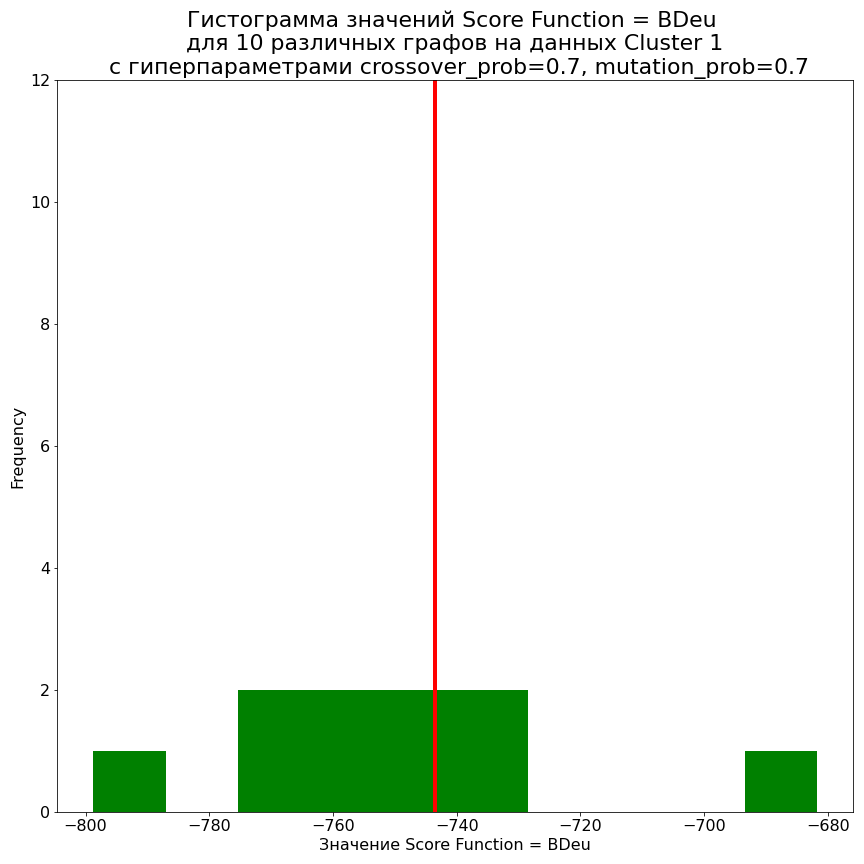 Гистограмма значений Score Function = BDeu
для 10 различных графов на данных Cluster 1
с гиперпараметрами crossover_prob=0.7, mutation_prob=0.7
12
10
8
6
4
2
0
Frequency
−800 −780 −760 −740 −720 −700 −680
Значение Score Function = BDeu